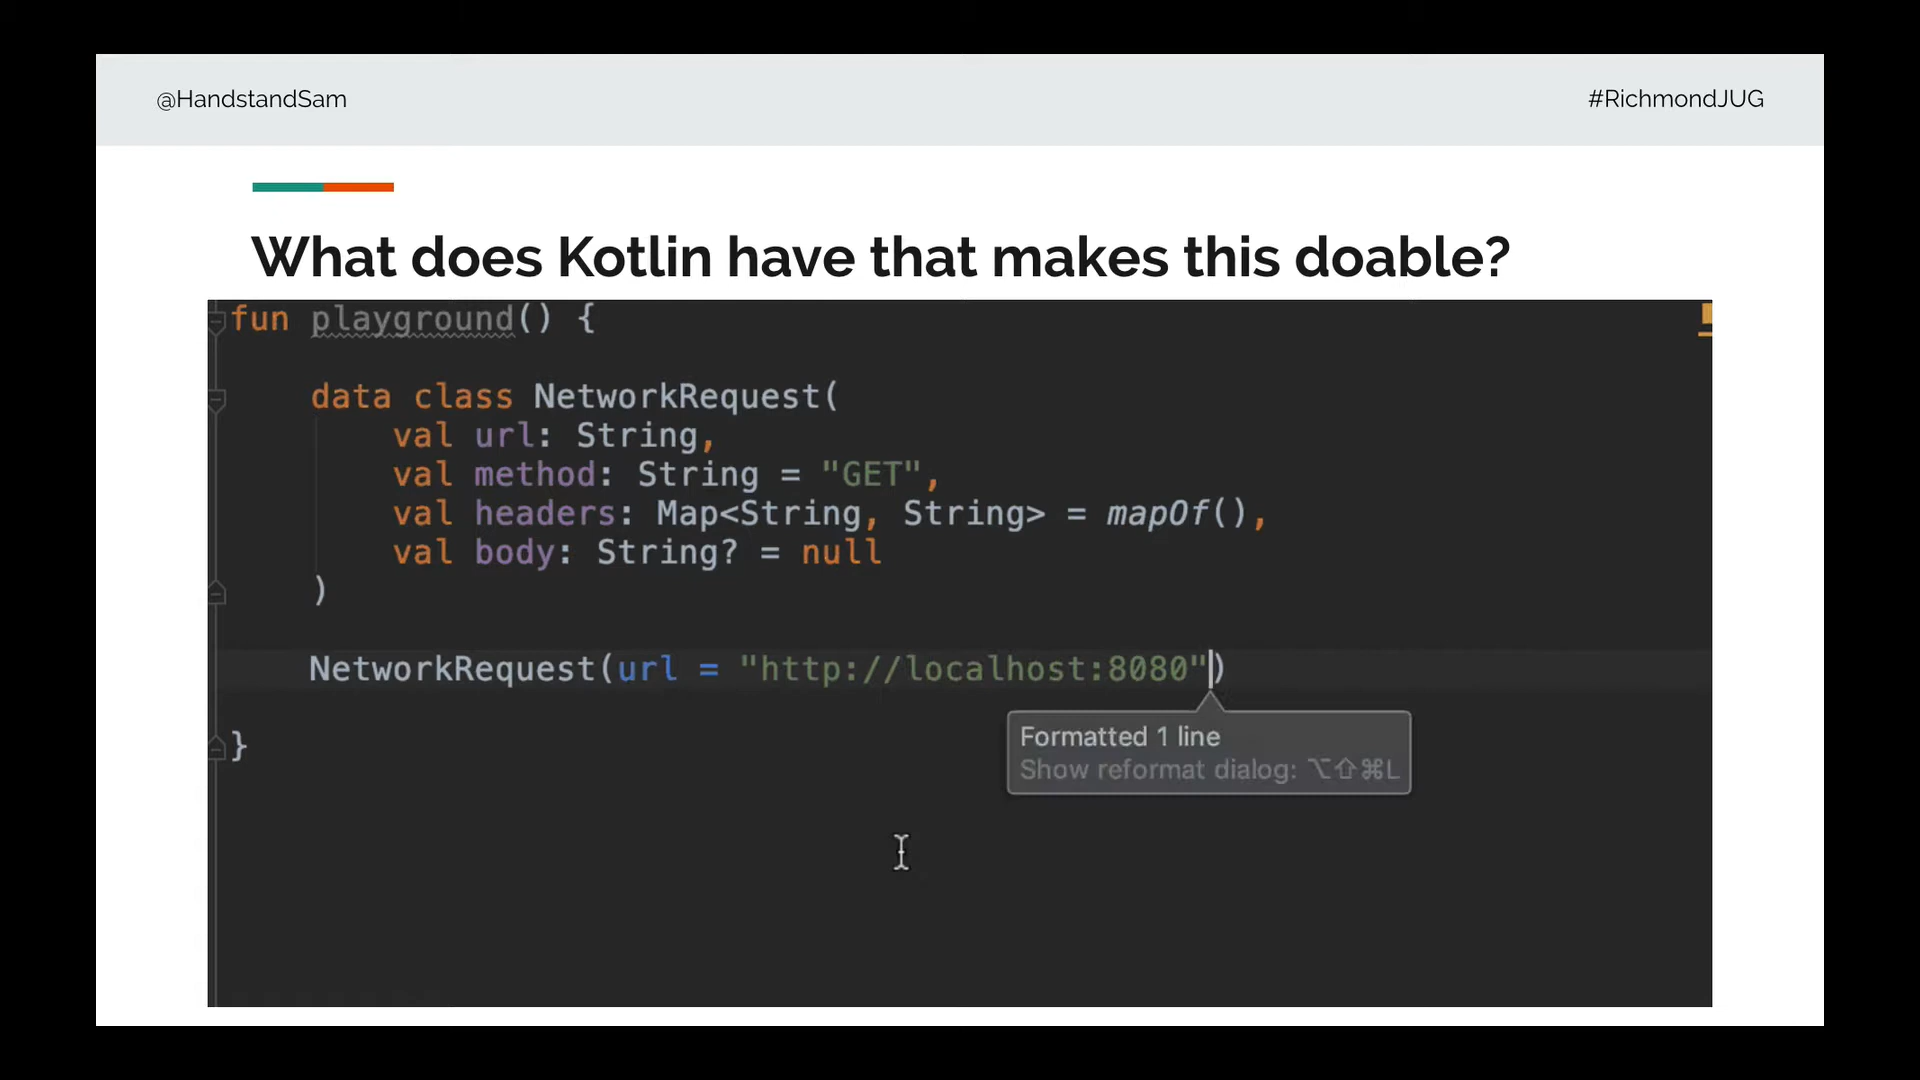 @HandstandSam
#RichmondJUG
What does Kotlin have that makes this doable?
fun playground() {
data class NetworkRequest(
val url: String,
val method: String = "GET",
val headers: Map<String, String> = mapOf(),
val body: String? = null
)
NetworkRequest(url = "http://localhost:8080")
Formatted 1 line
Show reformat dialog: ⌥⇧⌘L
}